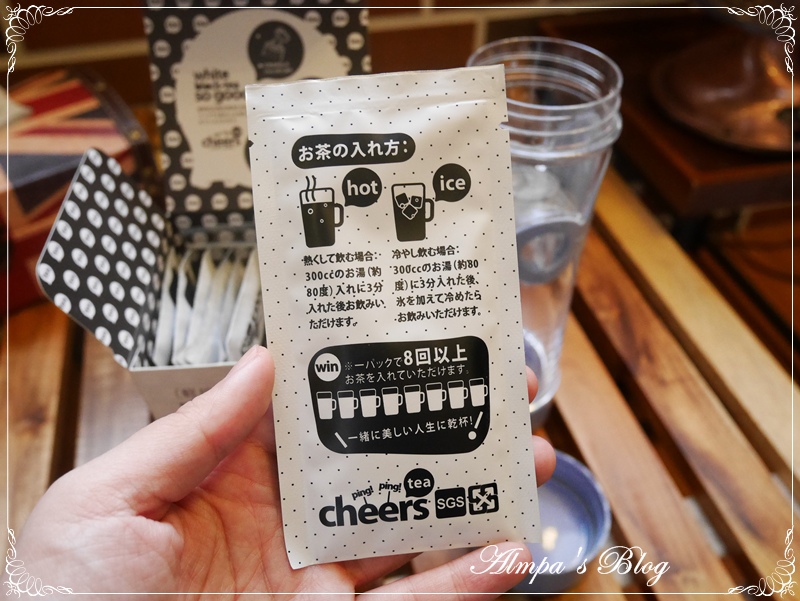 white
so good
cheers
お茶の入れ方：
hot
ice
熱くして飲む場合：
300ccのお湯（約
80度）入れに3分
入れた後お飲みい
ただけます。
冷やし飲む場合：
300ccのお湯（約80
度）に3分入れた後、
氷を加えて冷めたら
お飲みいただけます。
win
※一パックで8回以上
お茶を入れていただけます。
一緒に美しい人生に乾杯！
ping! ping! tea
cheers SGS
Almpa's Blog